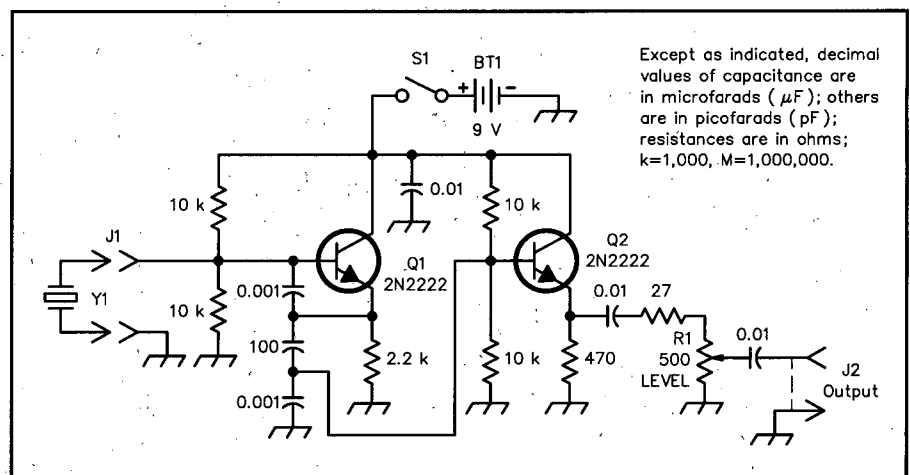 S1
BT1
+
-
9 V
Except as indicated, decimal
values of capacitance are
in microfarads ( µF); others
are in picofarads ( pF);
resistances are in ohms;
k=1,000, M=1,000,000.
10 k
0.01
10 k
J1
Y1
Q1
2N2222
Q2
2N2222
10 k
0.001
100
0.001
2.2 k
10 k
470
0.01
27
R1
500
LEVEL
0.01
J2
Output